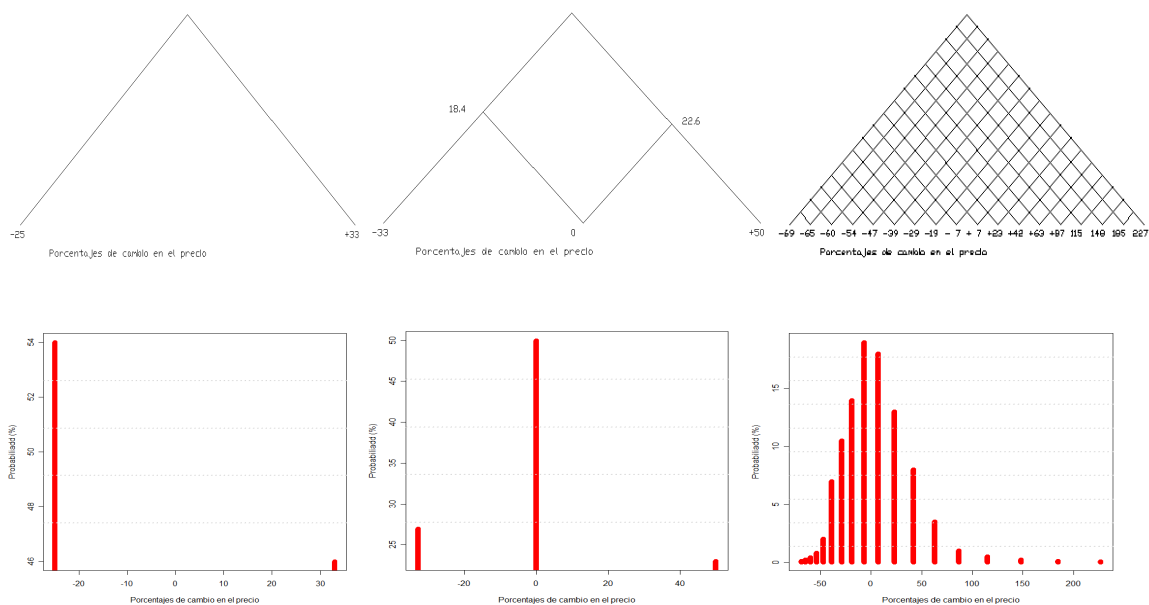 18.4
22.6
-25 +33
Porcentajes de cambio en el precio
-33 0 +50
Porcentajes de cambio en el precio
-69 -65 -60 -54 -47 -39 -29 -19 - 7 + 7 +23 +42 +63 +87 115 148 185 227
Porcentajes de cambio en el precio
Probabiliadd (%)
46 48 50 52 54
-20 0 10 20 30
Porcentajes de cambio en el precio
Probabiliadd (%)
25 30 35 40 45 50
-20 0 20 40
Porcentajes de cambio en el precio
Probabiliadd (%)
0 5 10 15
-50 0 50 100 150 200
Porcentajes de cambio en el precio